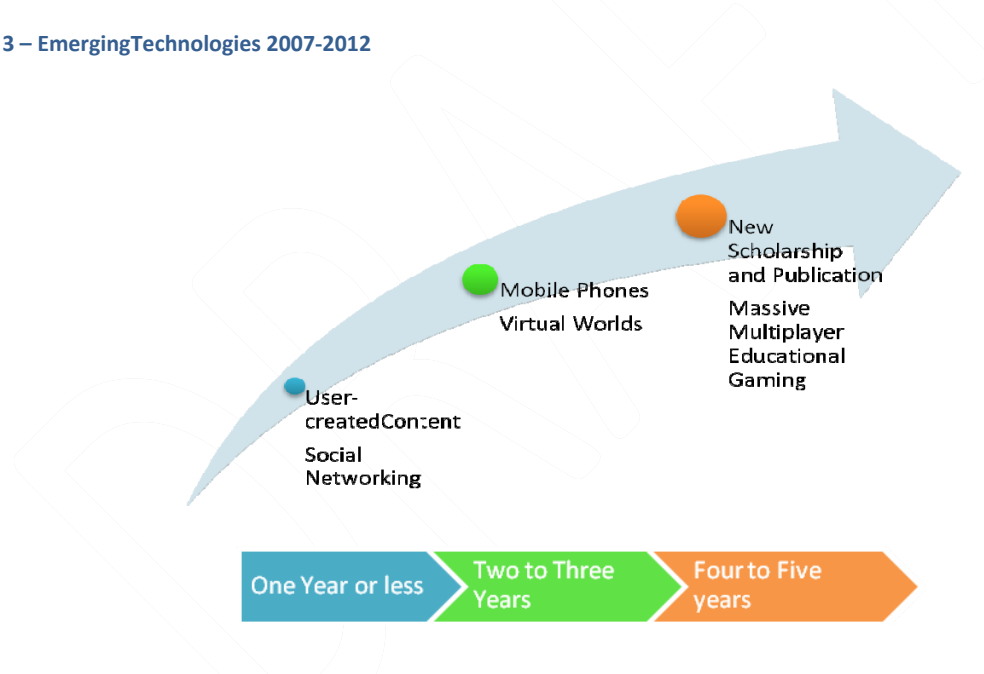 3 – EmergingTechnologies 2007-2012
New
Scholarship
and Publication
Massive
Multiplayer
Educational
Gaming
Mobile Phones
Virtual Worlds
User-
createdContent
Social
Networking
One Year or less
Two to Three
Years
Four to Five
years